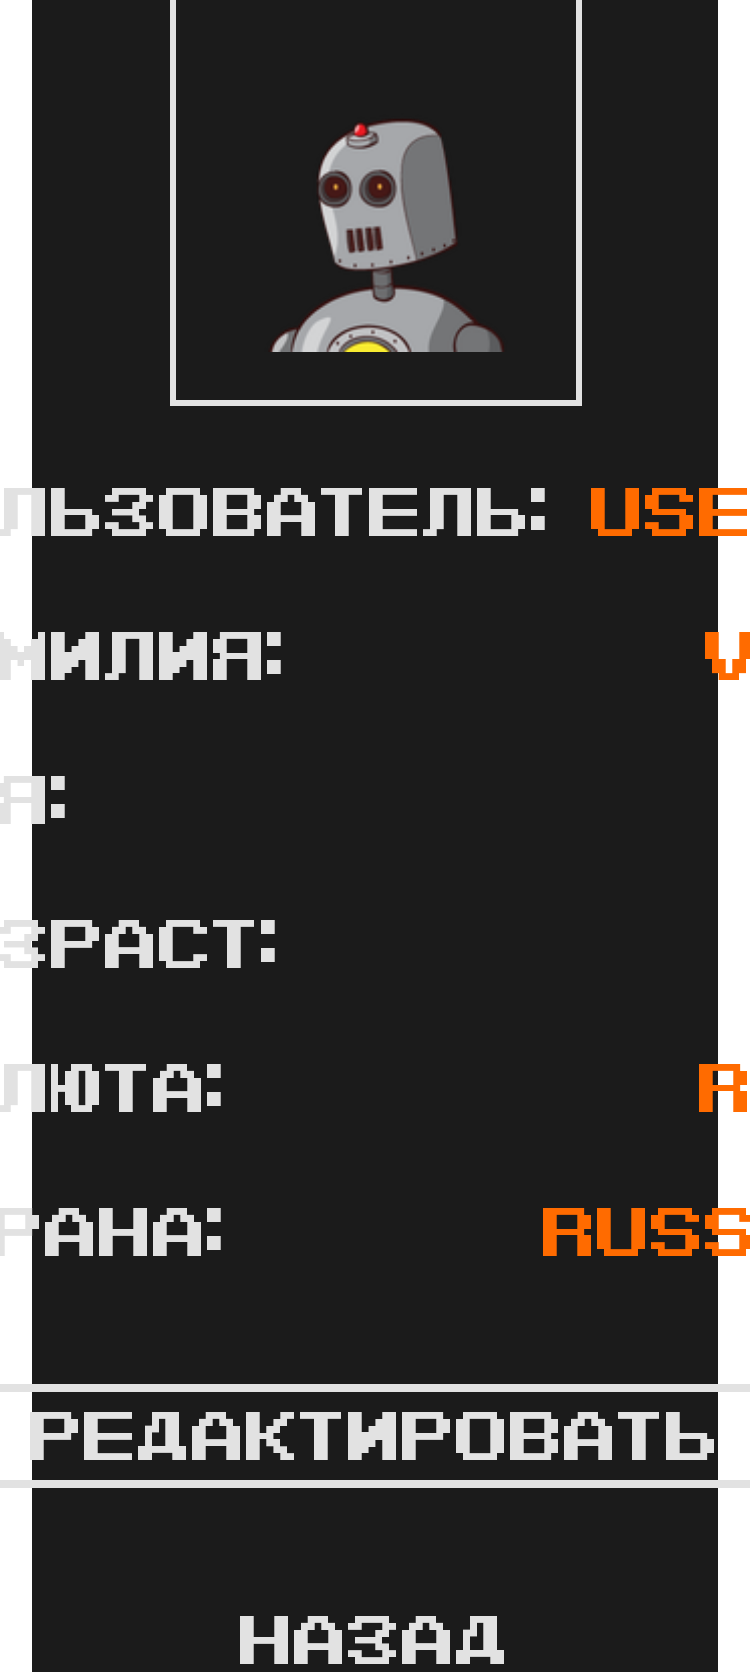 ЛЬЗОВАТЕЛЬ: USE
МИЛИЯ: V
Я:
ЗРАСТ:
ЛЮТА: R
РАНА: RUSS
РЕДАКТИРОВАТЬ
НАЗАД